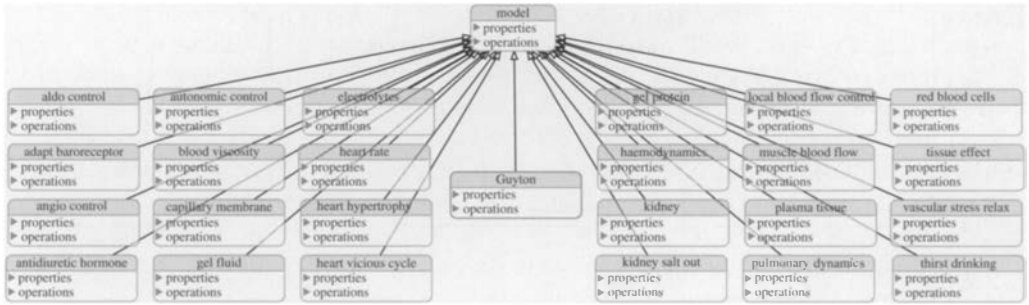 model
properties
operations
aldo control
properties
operations
autonomic control
properties
operations
electrolytes
properties
operations
gel protein
properties
operations
local blood flow control
properties
operations
red blood cells
properties
operations
adapt baroreceptor
properties
operations
blood viscosity
properties
operations
heart rate
properties
operations
haemodynamics
properties
operations
muscle blood flow
properties
operations
tissue effect
properties
operations
Guyton
properties
operations
angio control
properties
operations
capillary membrane
properties
operations
heart hypertrophy
properties
operations
kidney
properties
operations
plasma tissue
properties
operations
vascular stress relax
properties
operations
antidiuretic hormone
properties
operations
gel fluid
properties
operations
heart vicious cycle
properties
operations
kidney salt out
properties
operations
pulmonary dynamics
properties
operations
thirst drinking
properties
operations